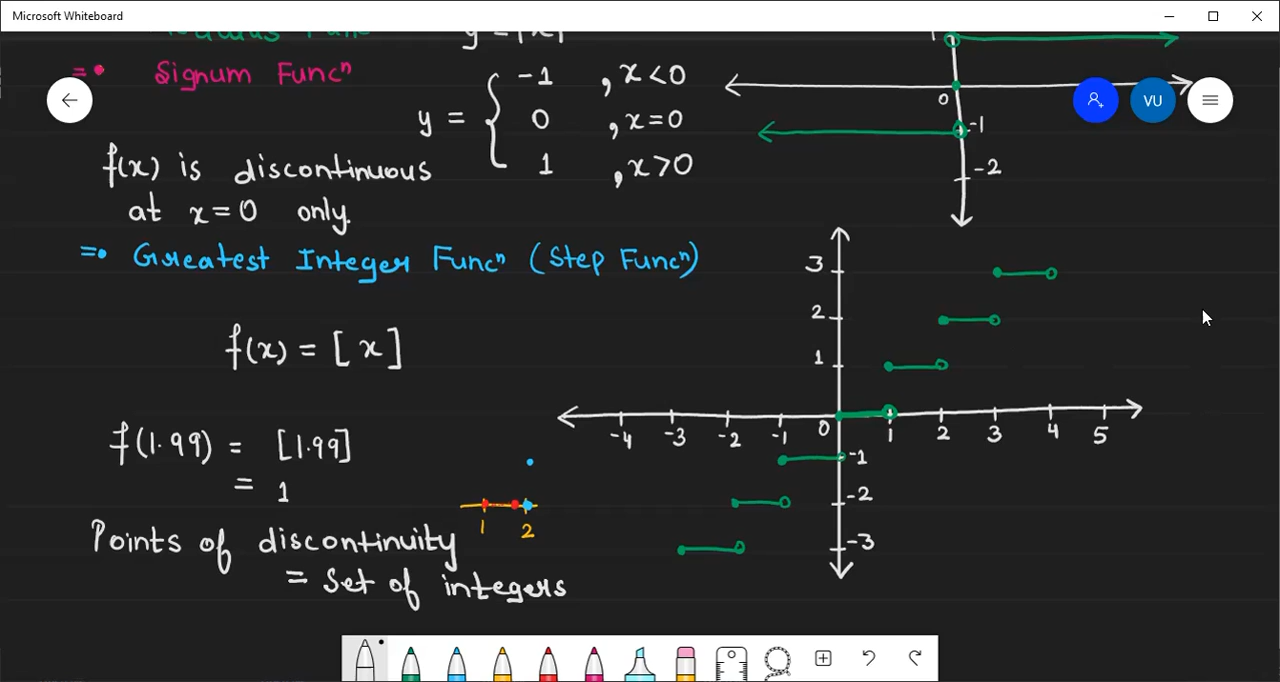 Microsoft Whiteboard
Func
y = |x|
=• Signum Funcⁿ
y = { -1 , x<0
0 , x=0
1 , x>0
f(x) is discontinuous
at x=0 only.
1
0
-1
-2
VU
=• Greatest Integer Funcⁿ (Step Funcⁿ)
f(x) = [x]
f(1.99) = [1.99]
= 1
1 2
Points of discontinuity
= Set of integers
3
2
1
-4 -3 -2 -1 0 1 2 3 4 5
-1
-2
-3